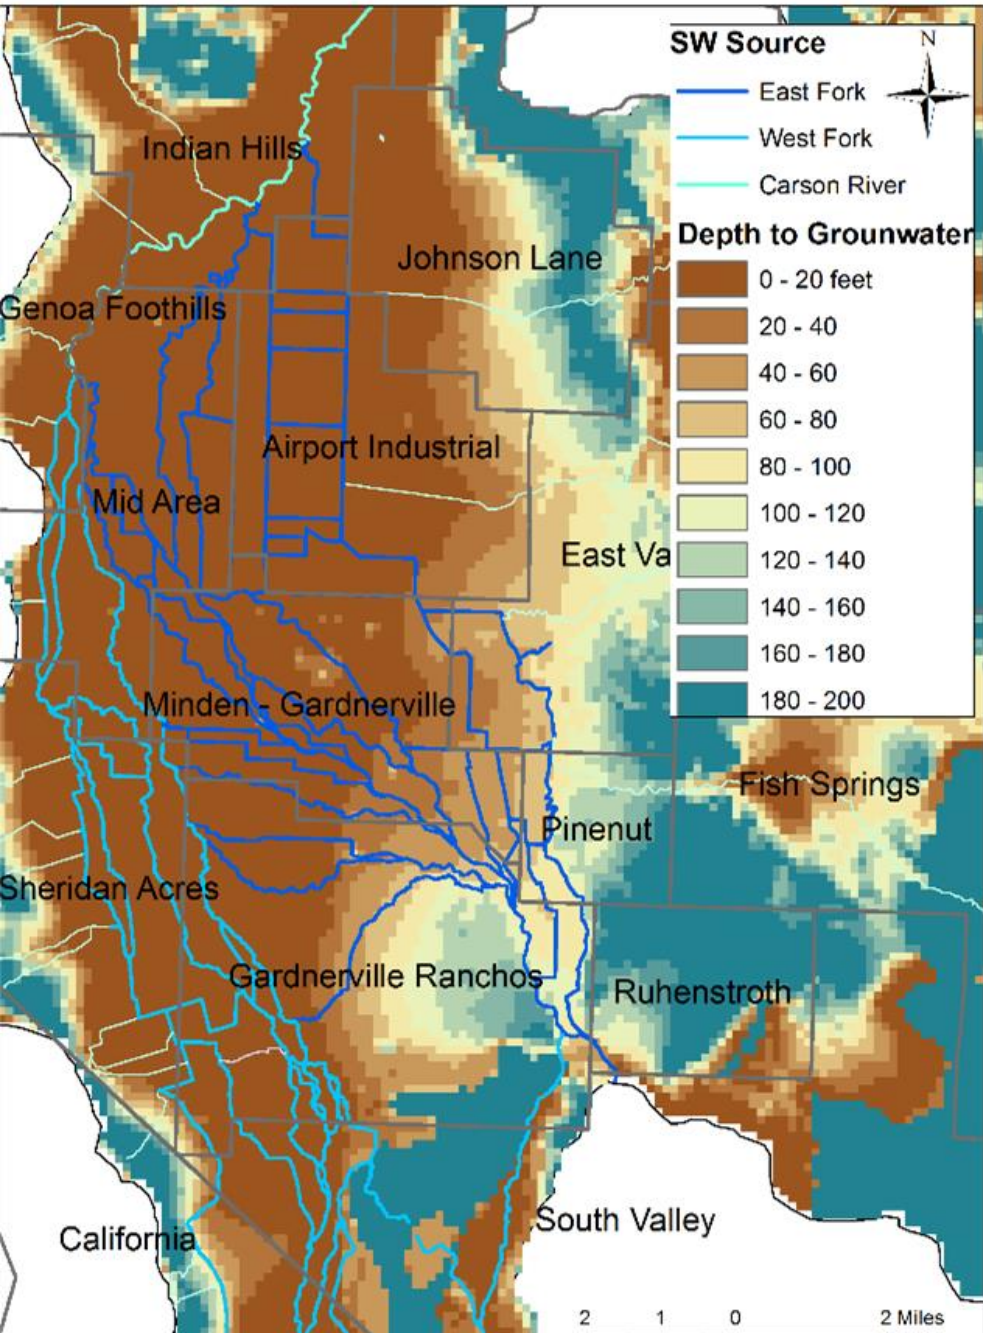 SW Source
N
East Fork
West Fork
Carson River
Depth to Grounwater
0 - 20 feet
20 - 40
40 - 60
60 - 80
80 - 100
100 - 120
120 - 140
140 - 160
160 - 180
180 - 200
Indian Hills
Johnson Lane
Genoa Foothills
Airport Industrial
Mid Area
East Va
Minden - Gardnerville
Fish Springs
Pinenut
Sheridan Acres
Gardnerville Ranchos
Ruhenstroth
South Valley
California
2 1 0 2 Miles